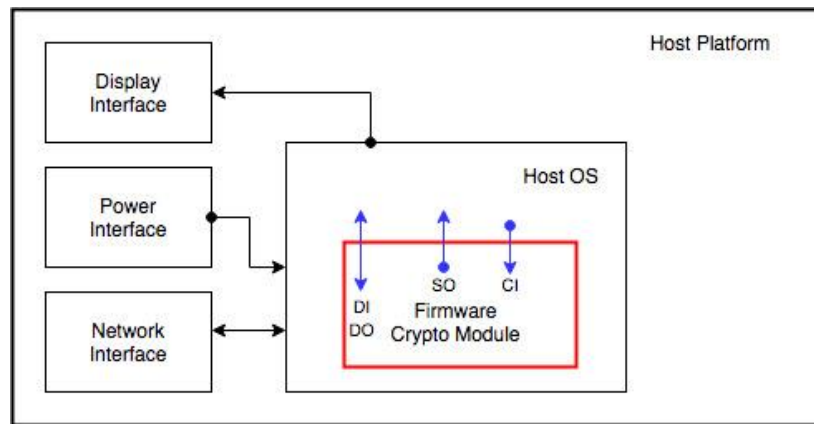 Host Platform
Display
Interface
Host OS
Power
Interface
SO
CI
DI
DO
Firmware
Crypto Module
Network
Interface